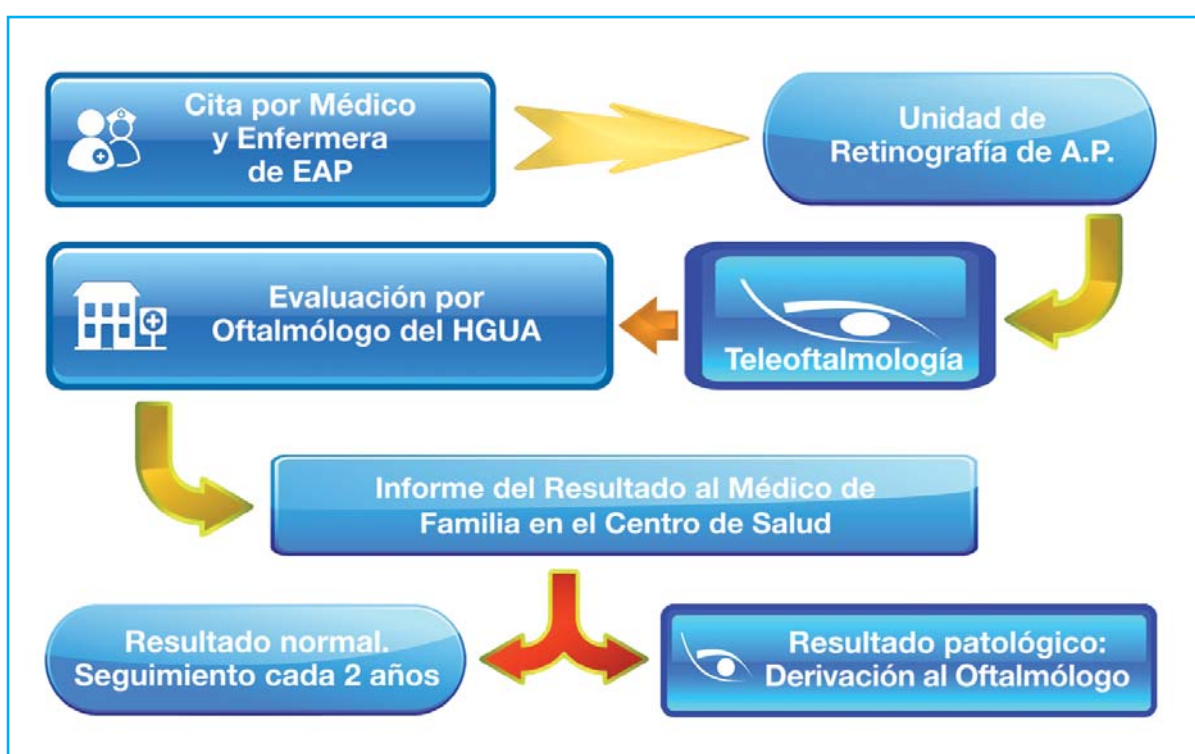 Cita por Médico
y Enfermera
de EAP
Unidad de
Retinografía de A.P.
Evaluación por
Oftalmólogo del HGUA
Teleoftalmología
Informe del Resultado al Médico de
Familia en el Centro de Salud
Resultado normal.
Seguimiento cada 2 años
Resultado patológico:
Derivación al Oftalmólogo